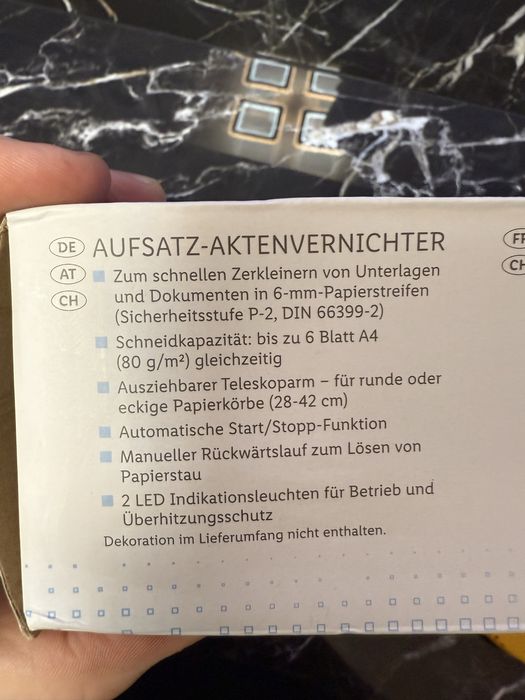 DE AUFSATZ-AKTENVERNICHTER
AT
CH
Zum schnellen Zerkleinern von Unterlagen
und Dokumenten in 6-mm-Papierstreifen
(Sicherheitsstufe P-2, DIN 66399-2)
Schneidkapazität: bis zu 6 Blatt A4
(80 g/m²) gleichzeitig
Ausziehbarer Teleskoparm – für runde oder
eckige Papierkörbe (28-42 cm)
Automatische Start/Stopp-Funktion
Manueller Rückwärtslauf zum Lösen von
Papierstau
2 LED Indikationsleuchten für Betrieb und
Überhitzungsschutz
Dekoration im Lieferumfang nicht enthalten.
FR
CH